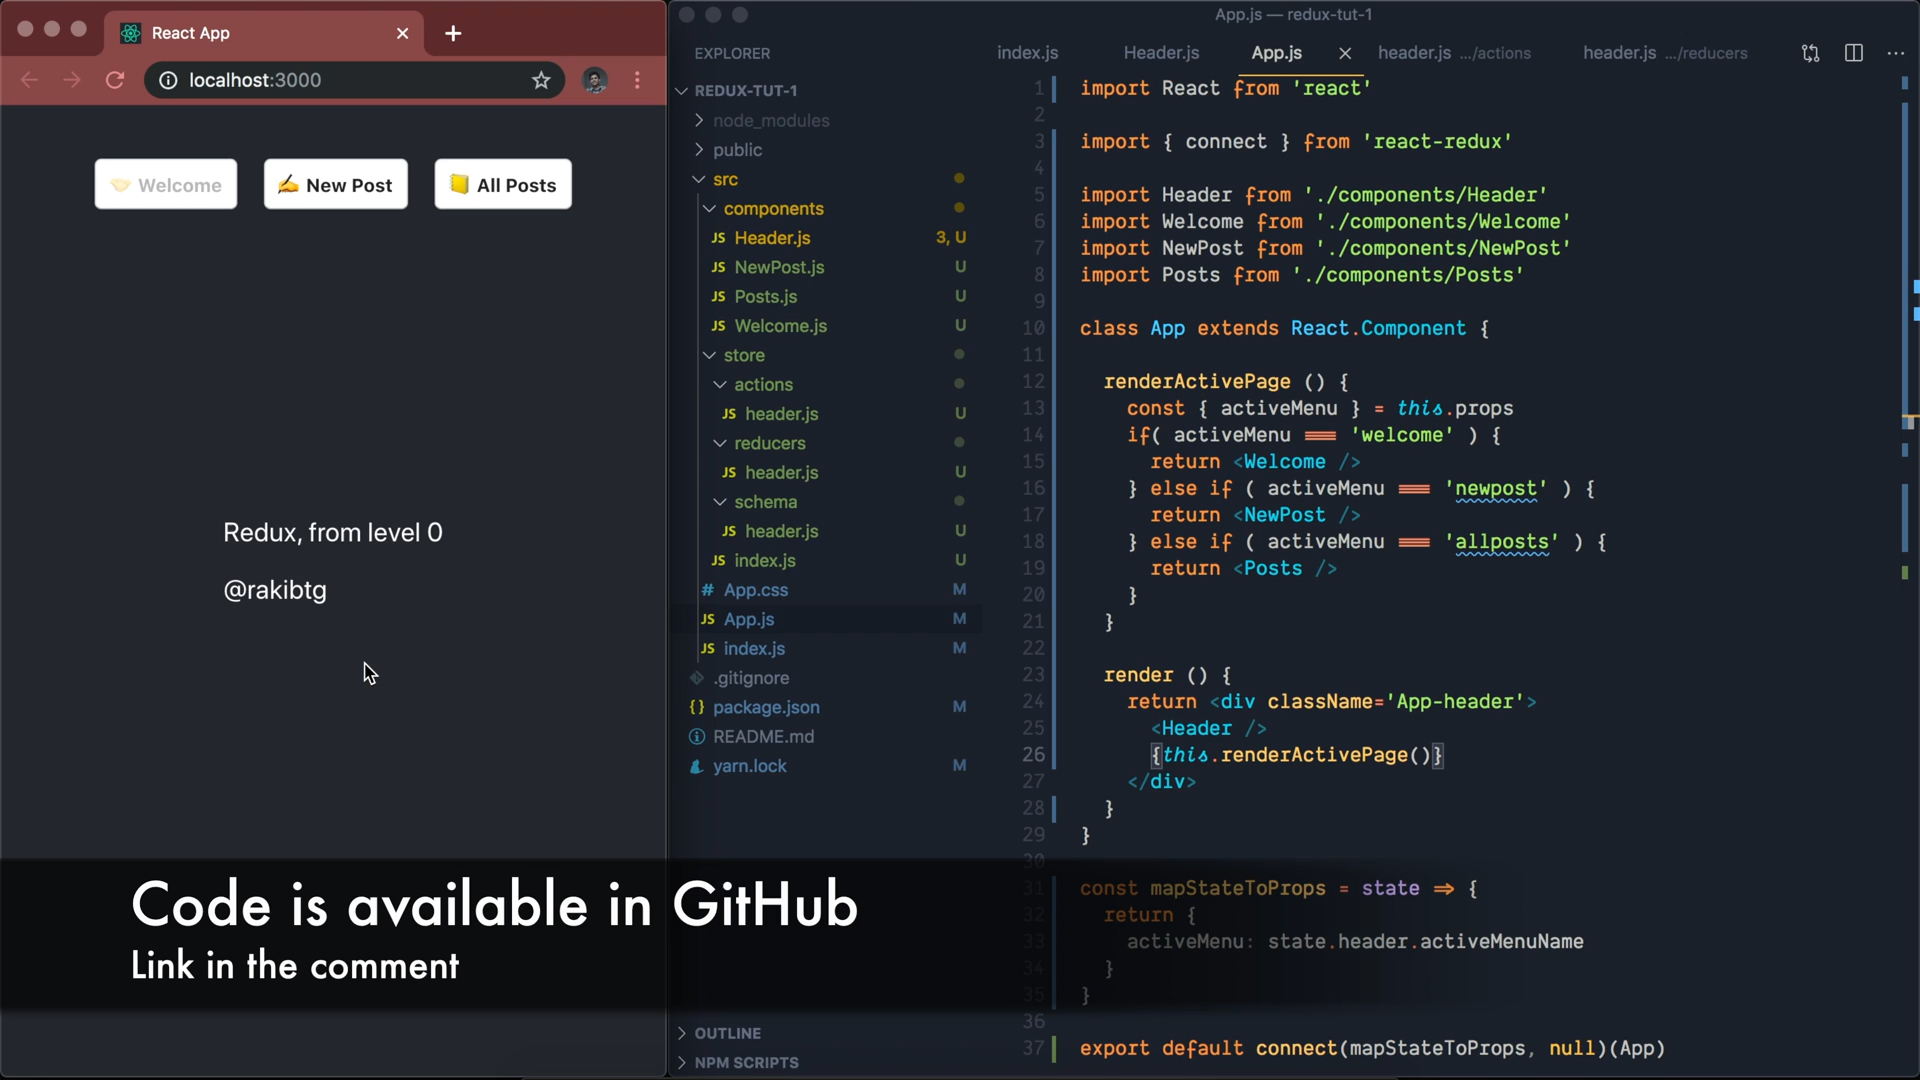 React App
localhost:3000
🤝 Welcome
✍️ New Post
📒 All Posts
Redux, from level 0
@rakibtg
Code is available in GitHub
Link in the comment
App.js — redux-tut-1
EXPLORER
REDUX-TUT-1
node_modules
public
src
components
JS Header.js 3, U
JS NewPost.js U
JS Posts.js U
JS Welcome.js U
store
actions
JS header.js U
reducers
JS header.js U
schema
JS header.js U
JS index.js U
# App.css M
JS App.js M
JS index.js M
.gitignore
{} package.json M
README.md
yarn.lock M
OUTLINE
NPM SCRIPTS
index.js Header.js App.js header.js .../actions header.js .../reducers
1 import React from 'react'
2
3 import { connect } from 'react-redux'
4
5 import Header from './components/Header'
6 import Welcome from './components/Welcome'
7 import NewPost from './components/NewPost'
8 import Posts from './components/Posts'
9
10 class App extends React.Component {
11
12 renderActivePage () {
13 const { activeMenu } = this.props
14 if( activeMenu === 'welcome' ) {
15 return <Welcome />
16 } else if ( activeMenu === 'newpost' ) {
17 return <NewPost />
18 } else if ( activeMenu === 'allposts' ) {
19 return <Posts />
20 }
21 }
22
23 render () {
24 return <div className='App-header'>
25 <Header />
26 {this.renderActivePage()}
27 </div>
28 }
29 }
30
31 const mapStateToProps = state => {
32 return {
33 activeMenu: state.header.activeMenuName
34 }
35 }
36
37 export default connect(mapStateToProps, null)(App)